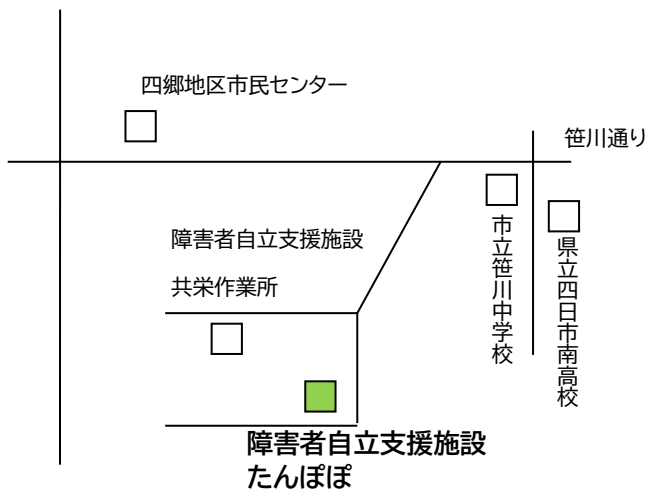 四郷地区市民センター
笹川通り
障害者自立支援施設
共栄作業所
市立笹川中学校
県立四日市南高校
障害者自立支援施設
たんぽぽ